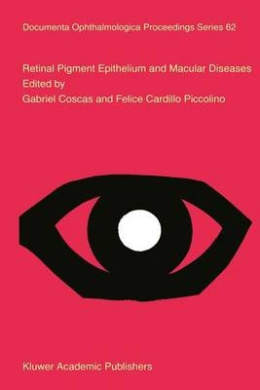 Documenta Ophthalmologica Proceedings Series 62
Retinal Pigment Epithelium and Macular Diseases
Edited by
Gabriel Coscas and Felice Cardillo Piccolino
Kluwer Academic Publishers